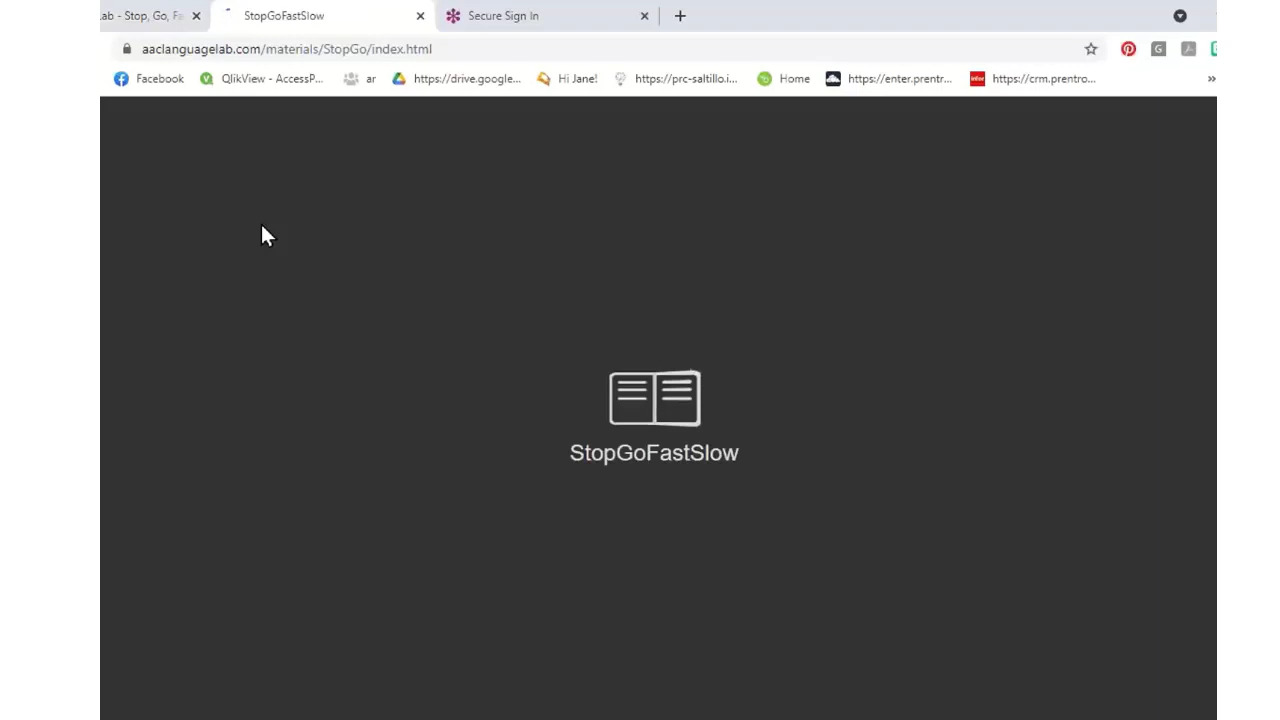 .ab - Stop, Go, Fa StopGoFastSlow Secure Sign In
aaclanguagelab.com/materials/StopGo/index.html
Facebook QlikView - AccessP... ar https://drive.google... Hi Jane! https://prc-saltillo.i... Home https://enter.prentr... https://crm.prentro... »
StopGoFastSlow